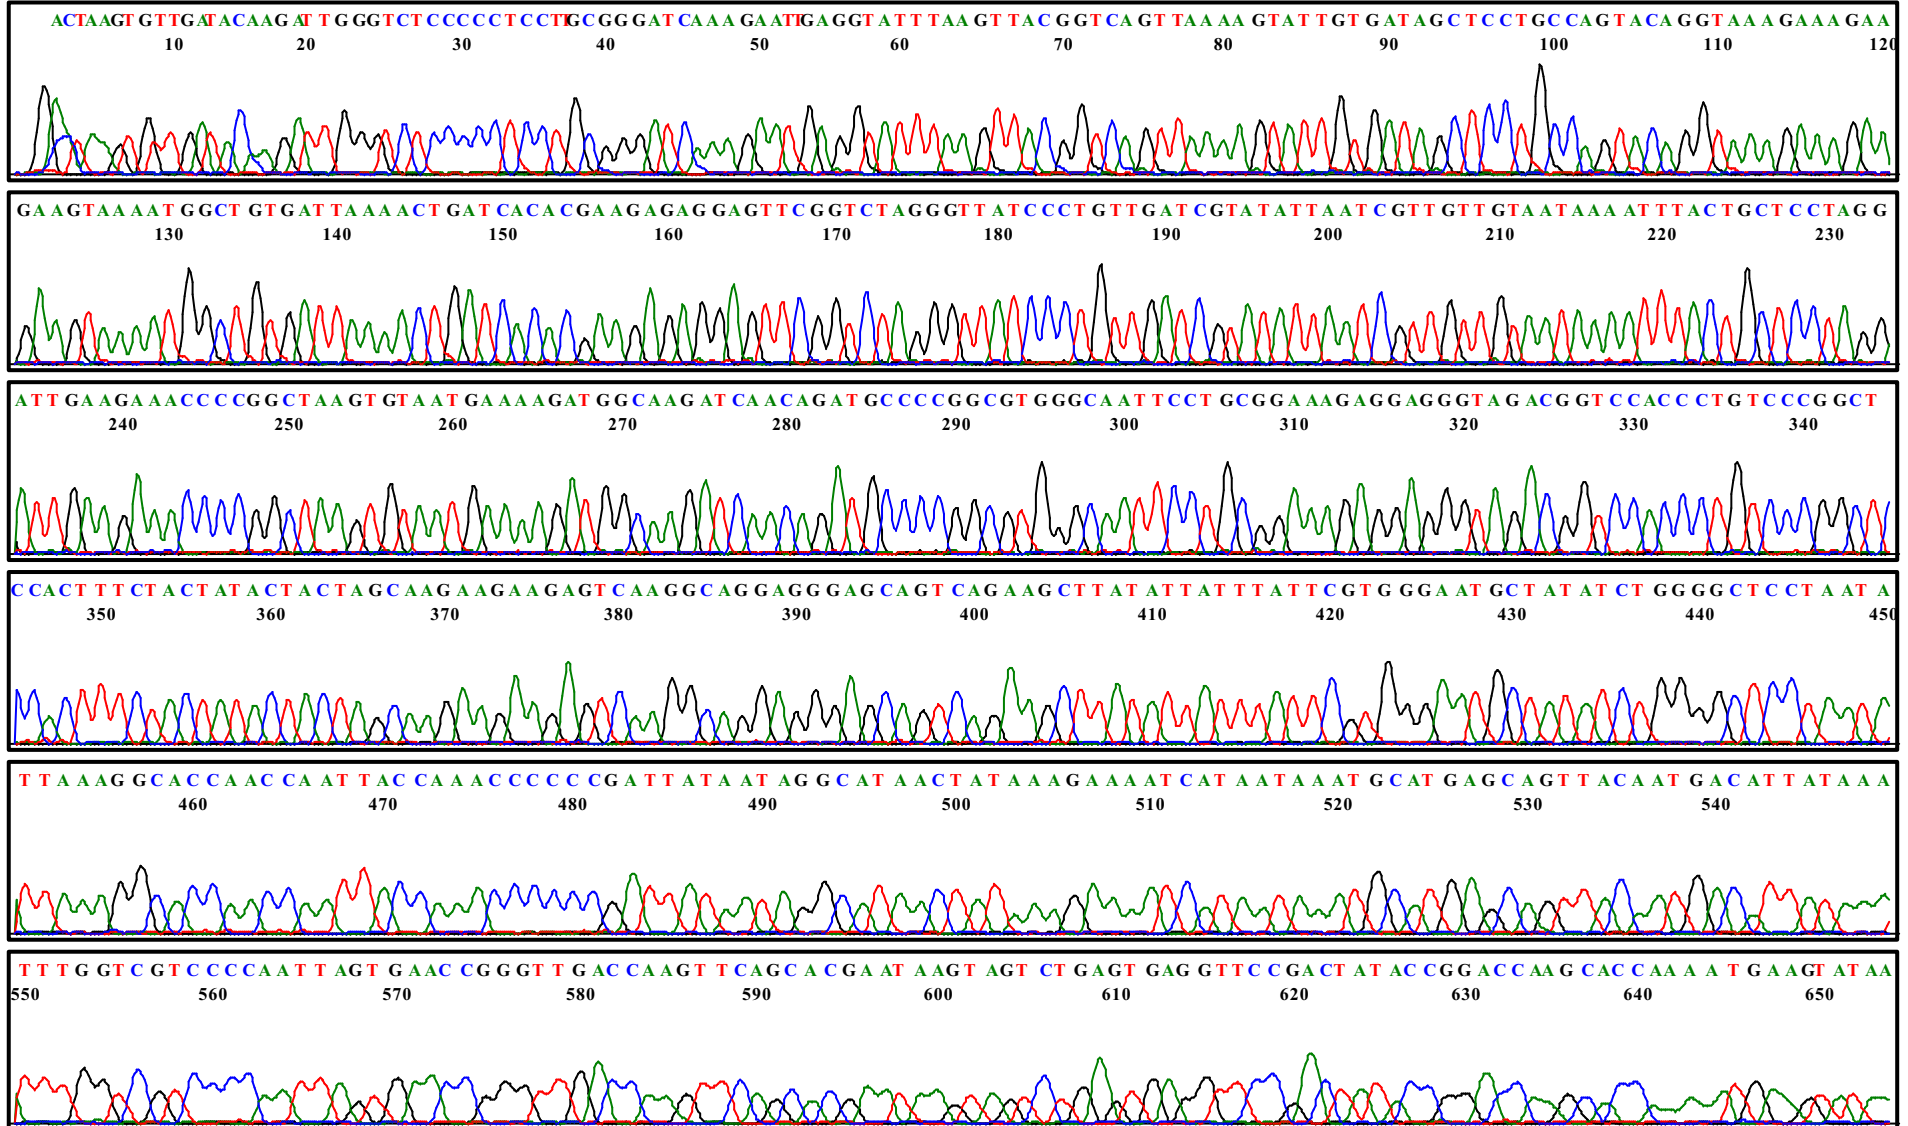 ACTAAGTGTTGATACAAGATTGGGTCTCCCCCTCCTTGCGGGATCAAAGAATTGAGGTATTTAAGTTACGGTCAGTTAAAAGTATTGTGATAGCTCCTGCCAGTACAGGTAAAGAAAGAA
10 20 30 40 50 60 70 80 90 100 110 120
GAAGTAAAATGGCTGTGATTAAAACTGATCACACGAAGAGAGGAGTTCGGTCTAGGGTTATCCCTGTTGATCGTATATTAATCGTTGTTGTAATAAAATTTACTGCTCCTAGG
130 140 150 160 170 180 190 200 210 220 230
ATTGAAGAAACCCCGGCTAAGTGTAATGAAAAGATGGCAAGATCAACAGATGCCCCGGCGTGGGCAATTCCTGCGGAAAGAGGAGGGTAGACGGTCCACCCTGTCCCGGCT
240 250 260 270 280 290 300 310 320 330 340
CCACTTTCTACTATACTACTAGCAAGAAGAAGAGTCAAGGCAGGAGGGAGCAGTCAGAAGCTTATATTATTTATTCGTGGGAATGCTATATCTGGGGCTCCTAATA
350 360 370 380 390 400 410 420 430 440 450
TTAAAGGCACCAACCAATTACCAAACCCCCCGATTATAATAGGCATAACTATAAAGAAAATCATAATAAATGCATGAGCAGTTACAATGACATTATAAA
460 470 480 490 500 510 520 530 540
TTTGGTCGTCCCCAATTAGTGAACCGGGTTGACCAAGTTCAGCACGAATAAGTAGTCTGAGTGAGGTTCCGACTATACCGGACCAAGCACCAAAATGAAGTATAA
550 560 570 580 590 600 610 620 630 640 650